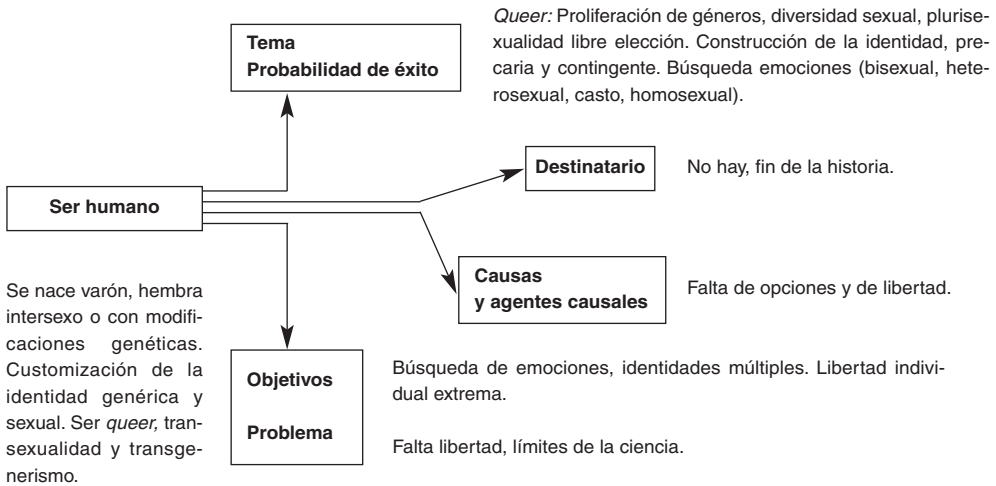 Queer: Proliferación de géneros, diversidad sexual, plurise-
xualidad libre elección. Construcción de la identidad, pre-
caria y contingente. Búsqueda emociones (bisexual, hete-
rosexual, casto, homosexual).
Tema
Probabilidad de éxito
Destinatario
No hay, fin de la historia.
Ser humano
Causas
y agentes causales
Falta de opciones y de libertad.
Se nace varón, hembra
intersexo o con modifi-
caciones genéticas.
Customización de la
identidad genérica y
sexual. Ser queer, tran-
sexualidad y transge-
nerismo.
Objetivos
Problema
Búsqueda de emociones, identidades múltiples. Libertad indivi-
dual extrema.
Falta libertad, límites de la ciencia.